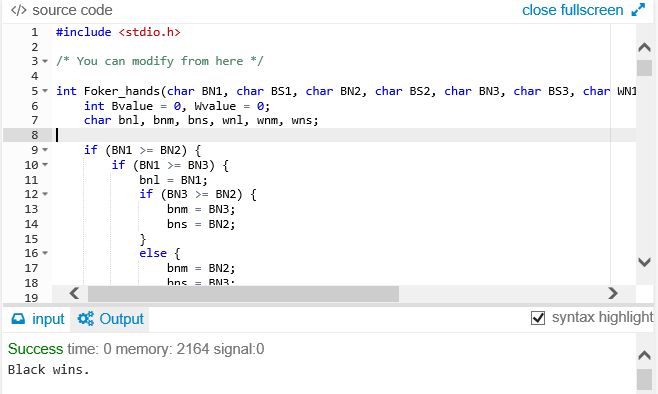 </> source code
close fullscreen
1 #include <stdio.h>
2
3 /* You can modify from here */
4
5 int Foker_hands(char BN1, char BS1, char BN2, char BS2, char BN3, char BS3, char WN1
6 int Bvalue = 0, Wvalue = 0;
7 char bnl, bnm, bns, wnl, wnm, wns;
8
9 if (BN1 >= BN2) {
10 if (BN1 >= BN3) {
11 bnl = BN1;
12 if (BN3 >= BN2) {
13 bnm = BN3;
14 bns = BN2;
15 }
16 else {
17 bnm = BN2;
18 bns = BN3;
19
input Output
syntax highlight
Success time: 0 memory: 2164 signal:0
Black wins.